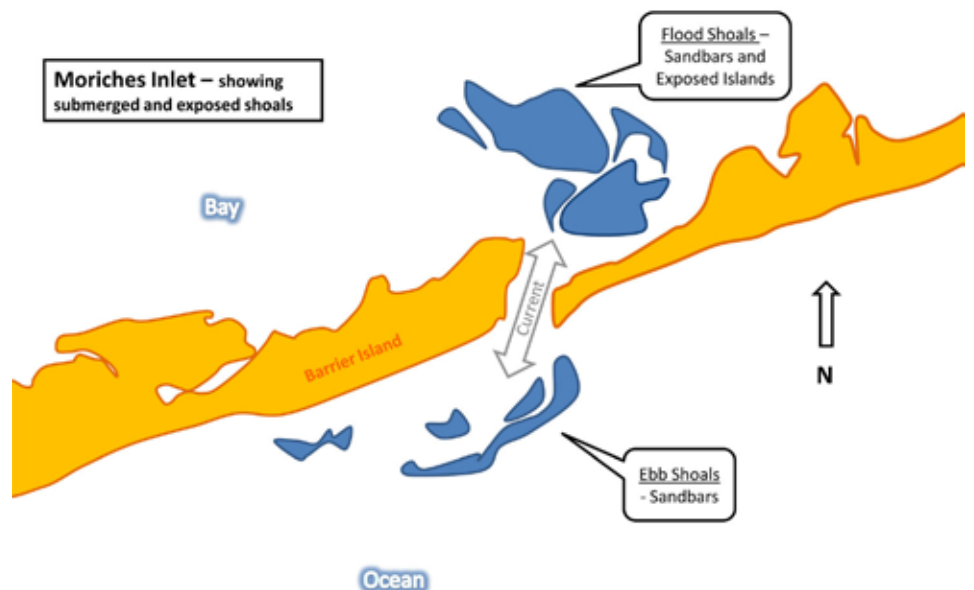 Flood Shoals –
Sandbars and
Exposed Islands
Moriches Inlet – showing
submerged and exposed shoals
Bay
Current
Barrier Island
N
Ebb Shoals
- Sandbars
Ocean